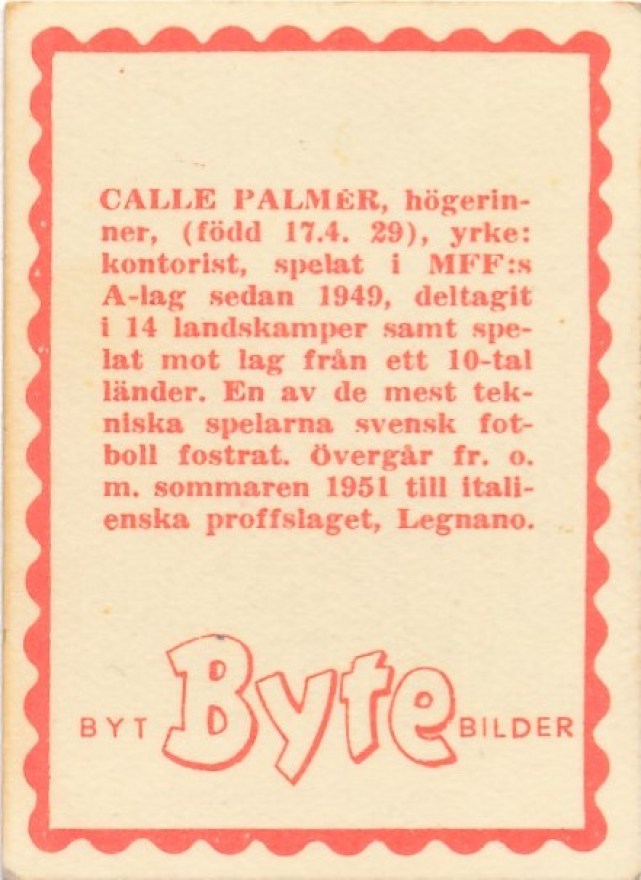 CALLE PALMÈR, högerin-
ner, (född 17.4. 29), yrke:
kontorist, spelat i MFF:s
A-lag sedan 1949, deltagit
i 14 landskamper samt spe-
lat mot lag från ett 10-tal
länder. En av de mest tek-
niska spelarna svensk fot-
boll fostrat. Övergår fr. o.
m. sommaren 1951 till itali-
enska proffslaget, Legnano.
BYT Byte BILDER